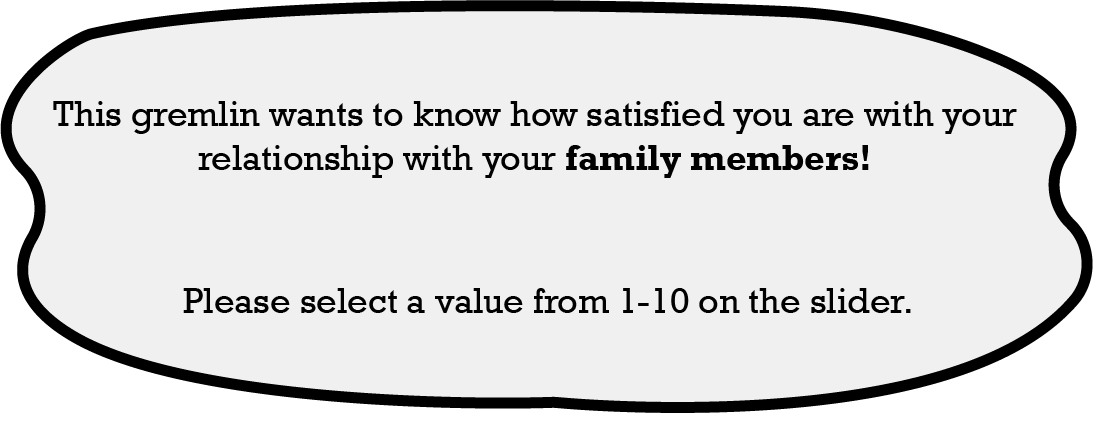 This gremlin wants to know how satisfied you are with your
relationship with your family members!
Please select a value from 1-10 on the slider.